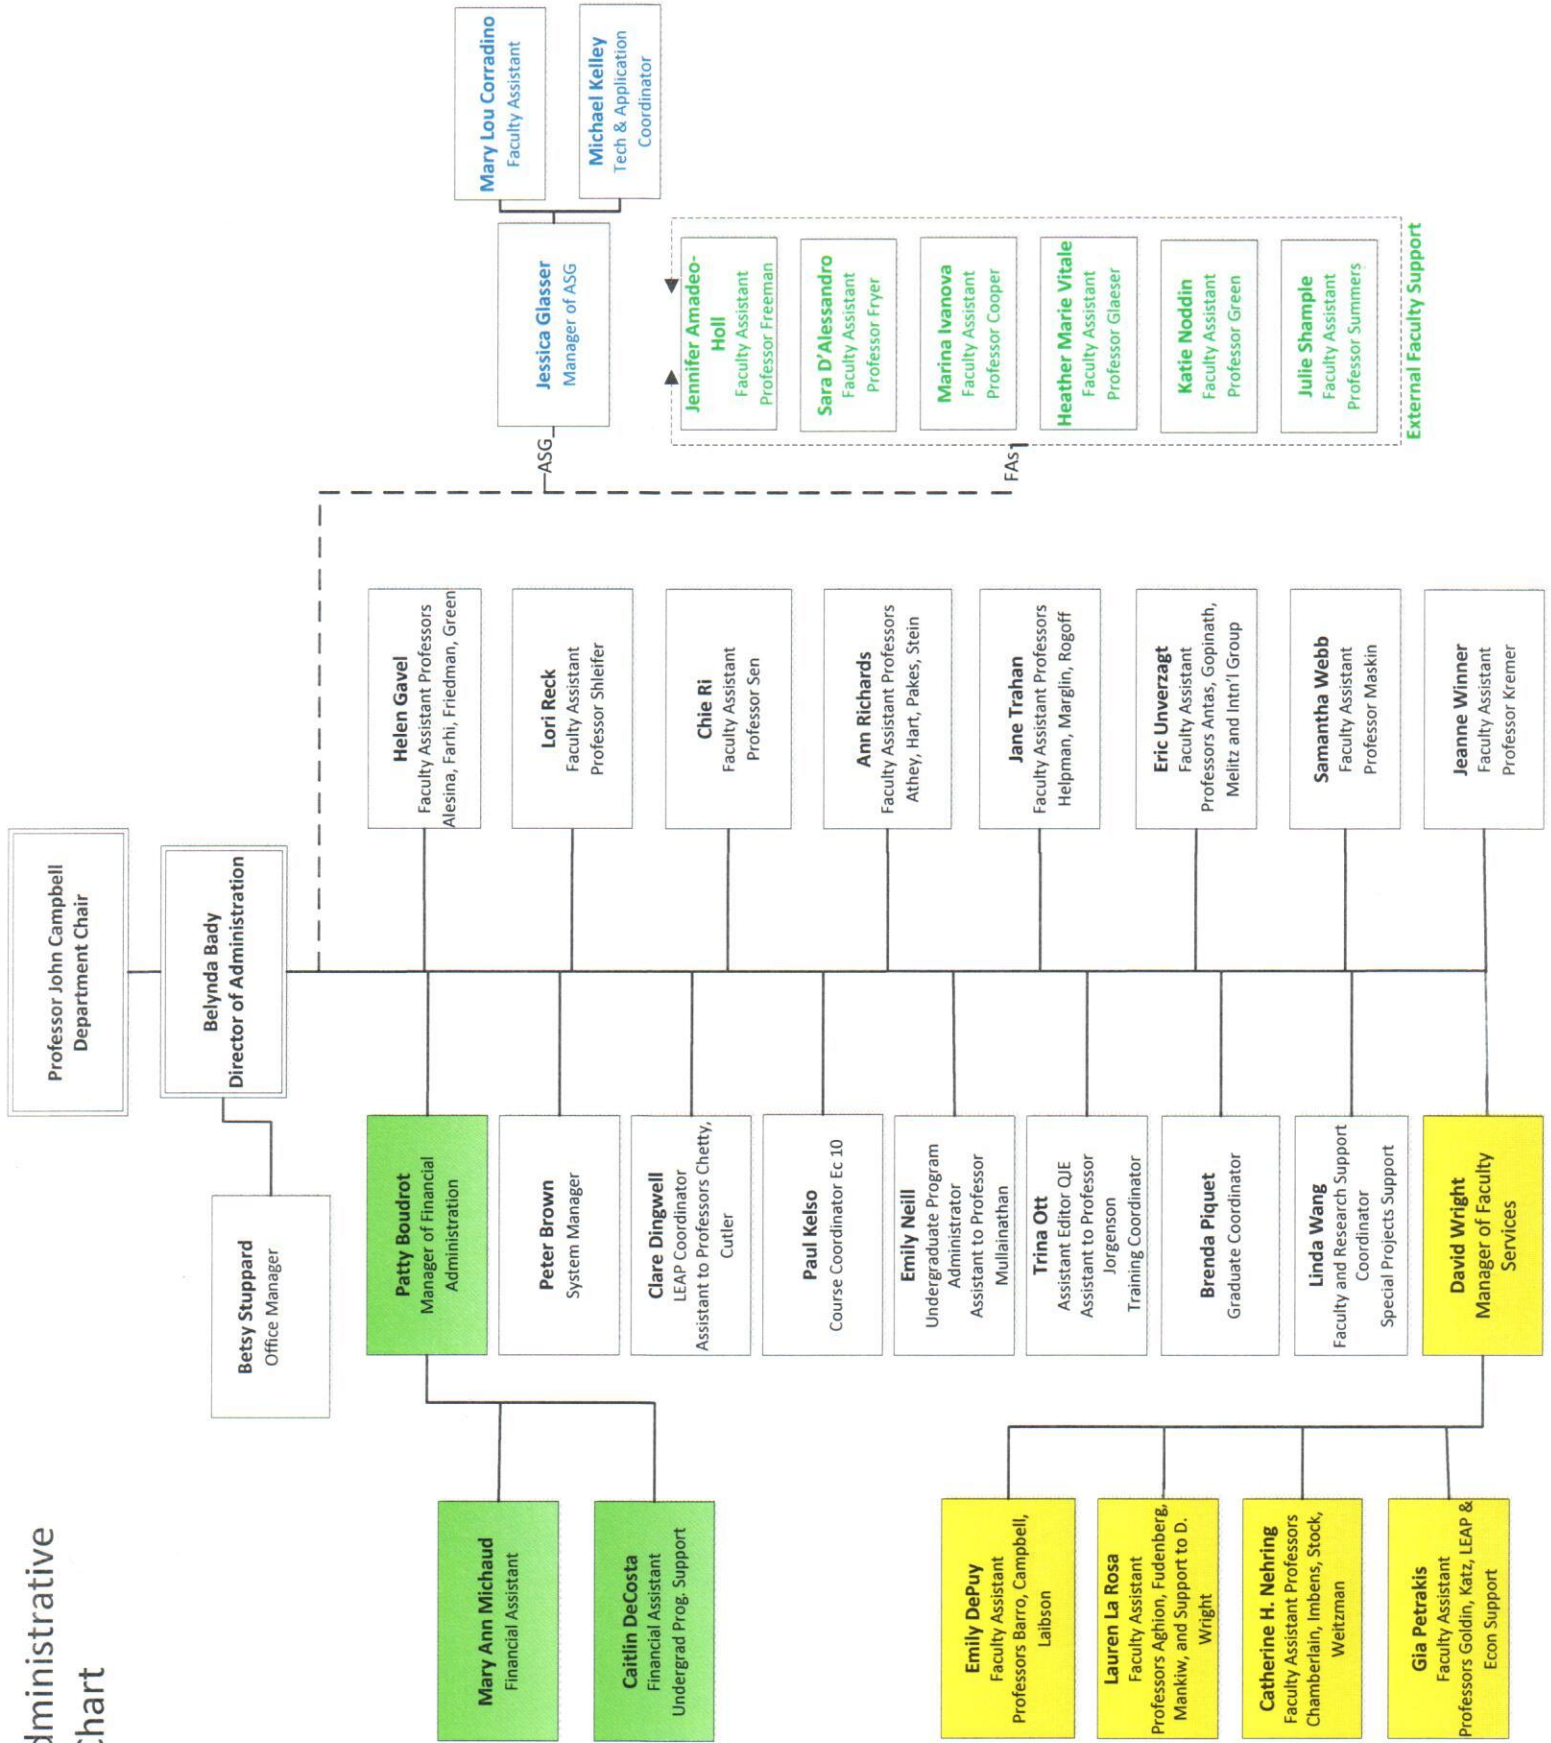 dministrative
Chart
Professor John Campbell
Department Chair
Belynda Bady
Director of Administration
Betsy Stuppard
Office Manager
Patty Boudrot
Manager of Financial
Administration
Mary Ann Michaud
Financial Assistant
Caitlin DeCosta
Financial Assistant
Undergrad Prog. Support
Peter Brown
System Manager
Clare Dingwell
LEAP Coordinator
Assistant to Professors Chetty,
Cutler
Paul Kelso
Course Coordinator Ec 10
Emily Neill
Undergraduate Program
Administrator
Assistant to Professor
Mullainathan
Trina Ott
Assistant Editor QJE
Assistant to Professor
Jorgenson
Training Coordinator
Brenda Piquet
Graduate Coordinator
Linda Wang
Faculty and Research Support
Coordinator
Special Projects Support
David Wright
Manager of Faculty
Services
Emily DePuy
Faculty Assistant
Professors Barro, Campbell,
Laibson
Lauren La Rosa
Faculty Assistant
Professors Aghion, Fudenberg,
Mankiw, and Support to D.
Wright
Catherine H. Nehring
Faculty Assistant Professors
Chamberlain, Imbens, Stock,
Weitzman
Gia Petrakis
Faculty Assistant
Professors Goldin, Katz, LEAP &
Econ Support
Helen Gavel
Faculty Assistant Professors
Alesina, Farhi, Friedman, Green
Lori Reck
Faculty Assistant
Professor Shleifer
Chie Ri
Faculty Assistant
Professor Sen
Ann Richards
Faculty Assistant Professors
Athey, Hart, Pakes, Stein
Jane Trahan
Faculty Assistant Professors
Helpman, Marglin, Rogoff
Eric Unverzagt
Faculty Assistant
Professors Antas, Gopinath,
Melitz and Intn'l Group
Samantha Webb
Faculty Assistant
Professor Maskin
Jeanne Winner
Faculty Assistant
Professor Kremer
ASG
Jessica Glasser
Manager of ASG
Mary Lou Corradino
Faculty Assistant
Michael Kelley
Tech & Application
Coordinator
FAs
Jennifer Amadeo-
Holl
Faculty Assistant
Professor Freeman
Sara D'Alessandro
Faculty Assistant
Professor Fryer
Marina Ivanova
Faculty Assistant
Professor Cooper
Heather Marie Vitale
Faculty Assistant
Professor Glaeser
Katie Noddin
Faculty Assistant
Professor Green
Julie Shample
Faculty Assistant
Professor Summers
External Faculty Support